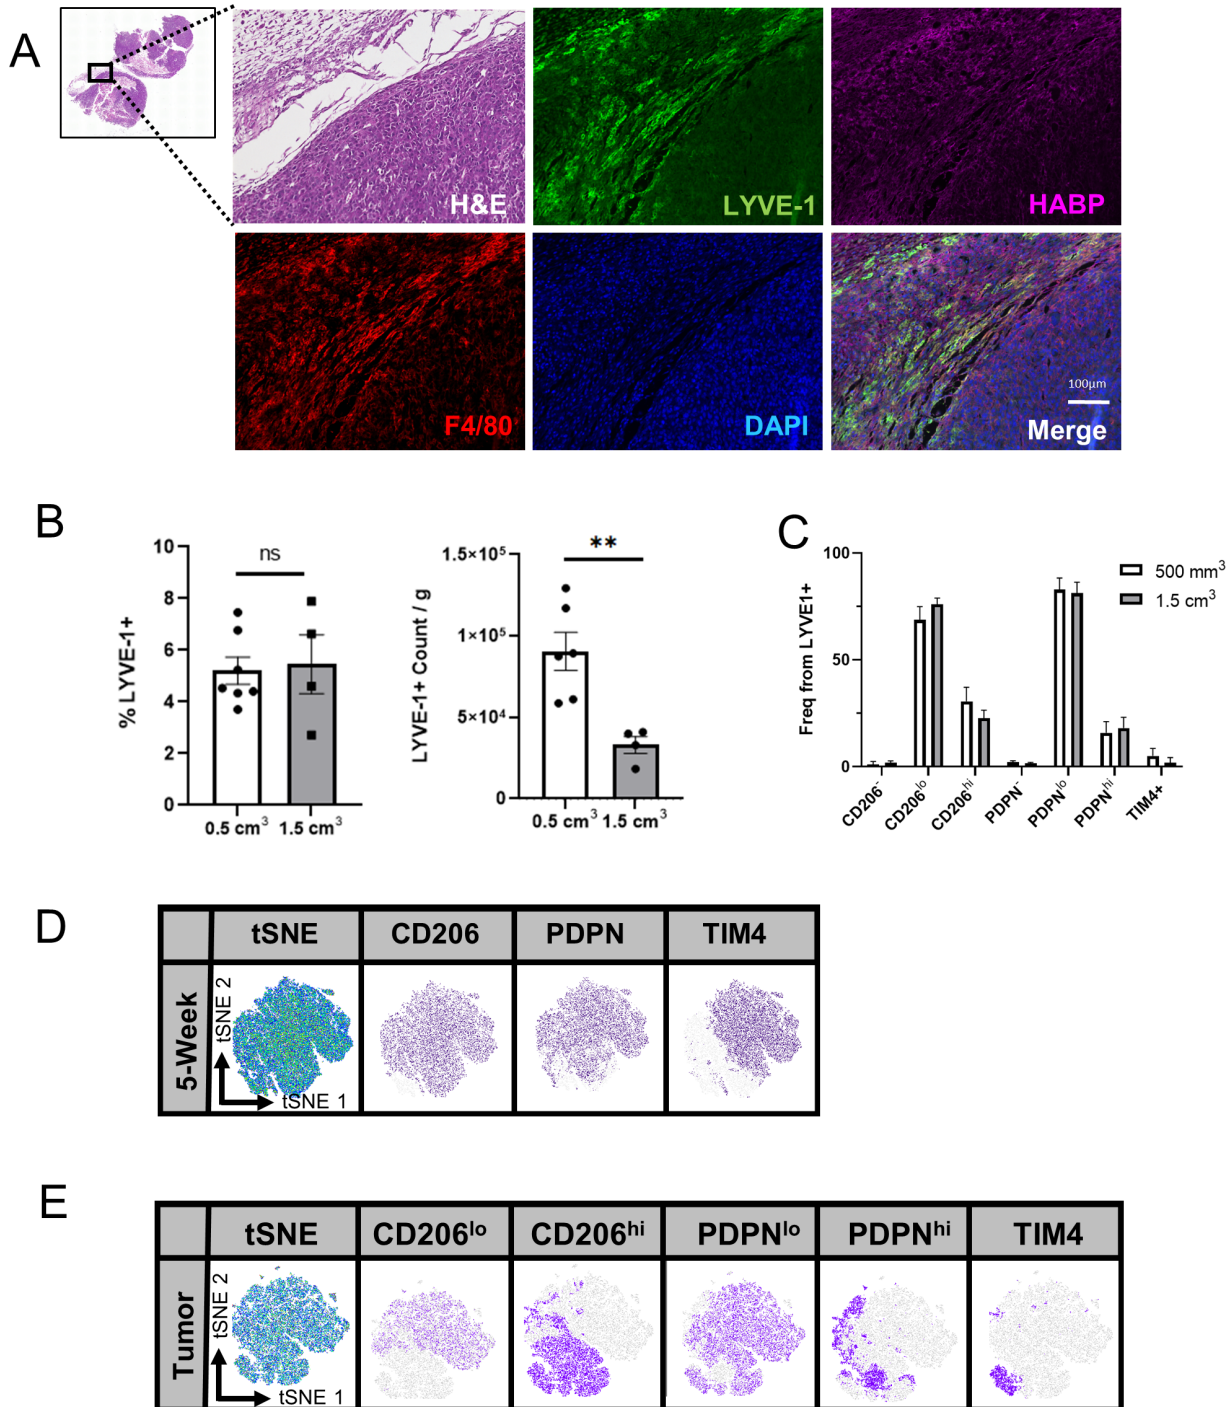 A
H&E
LYVE-1
HABP
F4/80
DAPI
100µm
Merge
B
% LYVE-1+
10
8
6
4
2
0
ns
0.5 cm³
1.5 cm³
LYVE-1+ Count / g
1.5×10⁵
1×10⁵
5×10⁴
0
**
0.5 cm³
1.5 cm³
C
Freq from LYVE1+
100
50
0
500 mm³
1.5 cm³
CD206⁻
CD206ˡᵒ
CD206ʰⁱ
PDPN⁻
PDPNˡᵒ
PDPNʰⁱ
TIM4+
D
tSNE CD206 PDPN TIM4
5-Week
tSNE 2
tSNE 1
E
tSNE CD206ˡᵒ CD206ʰⁱ PDPNˡᵒ PDPNʰⁱ TIM4
Tumor
tSNE 2
tSNE 1